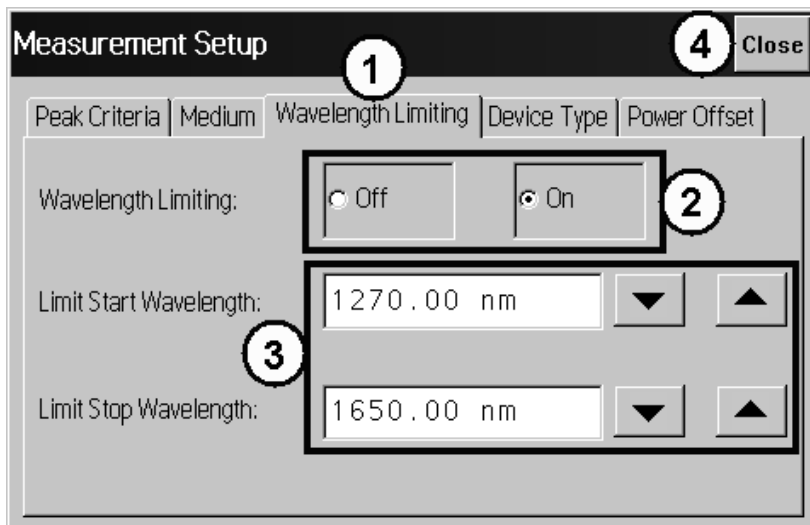 Measurement Setup
4
Close
1
Peak Criteria
Medium
Wavelength Limiting
Device Type
Power Offset
Wavelength Limiting:
Off
On
2
Limit Start Wavelength:
1270.00 nm
3
Limit Stop Wavelength:
1650.00 nm